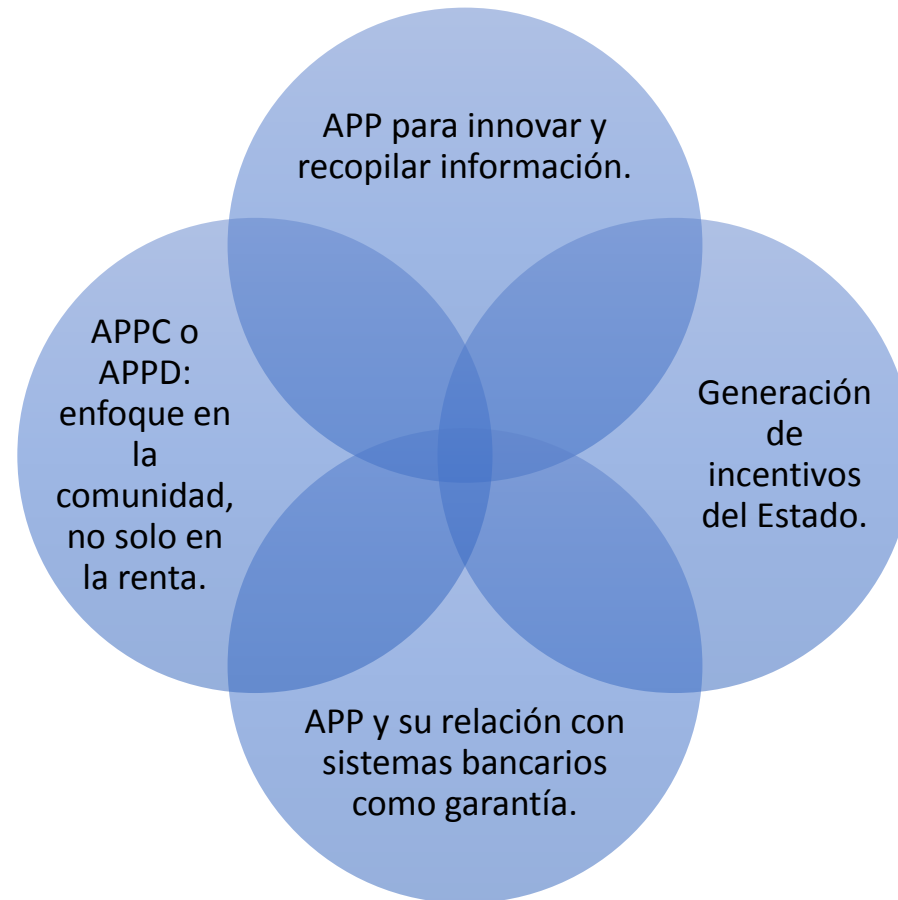 APP para innovar y
recopilar información.
APPC o
APPD:
enfoque en
la
comunidad,
no solo en
la renta.
Generación
de
incentivos
del Estado.
APP y su relación con
sistemas bancarios
como garantía.